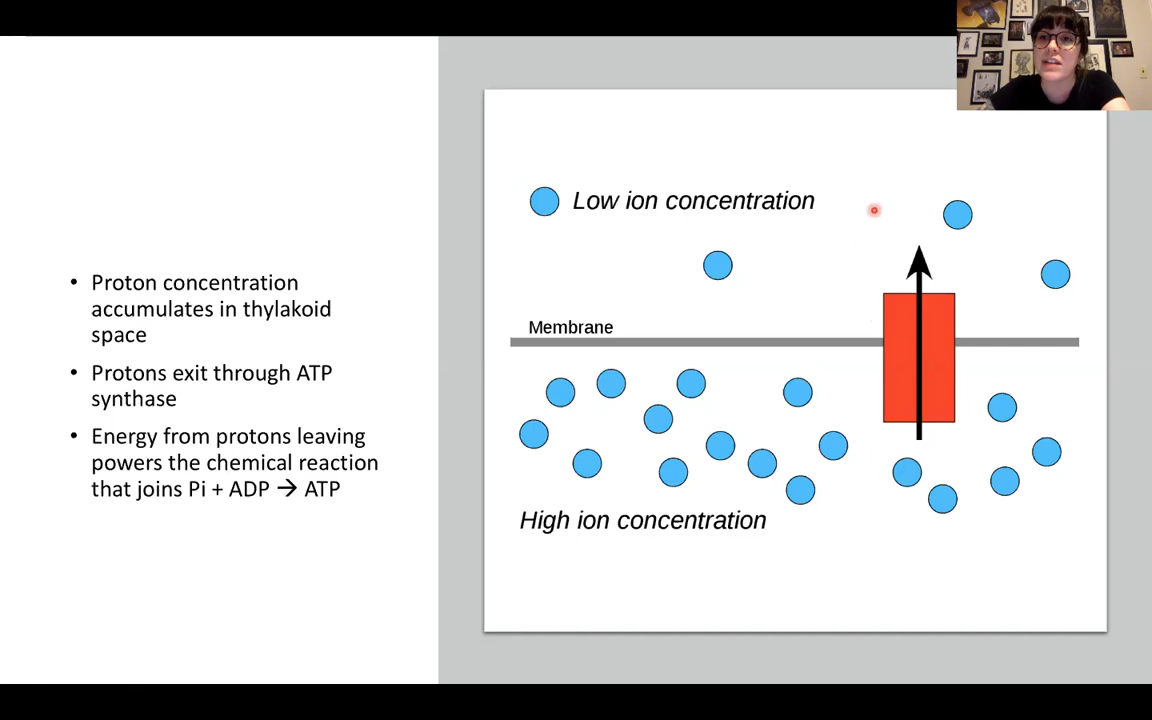 • Proton concentration
accumulates in thylakoid
space
• Protons exit through ATP
synthase
• Energy from protons leaving
powers the chemical reaction
that joins Pi + ADP → ATP
Low ion concentration
Membrane
High ion concentration